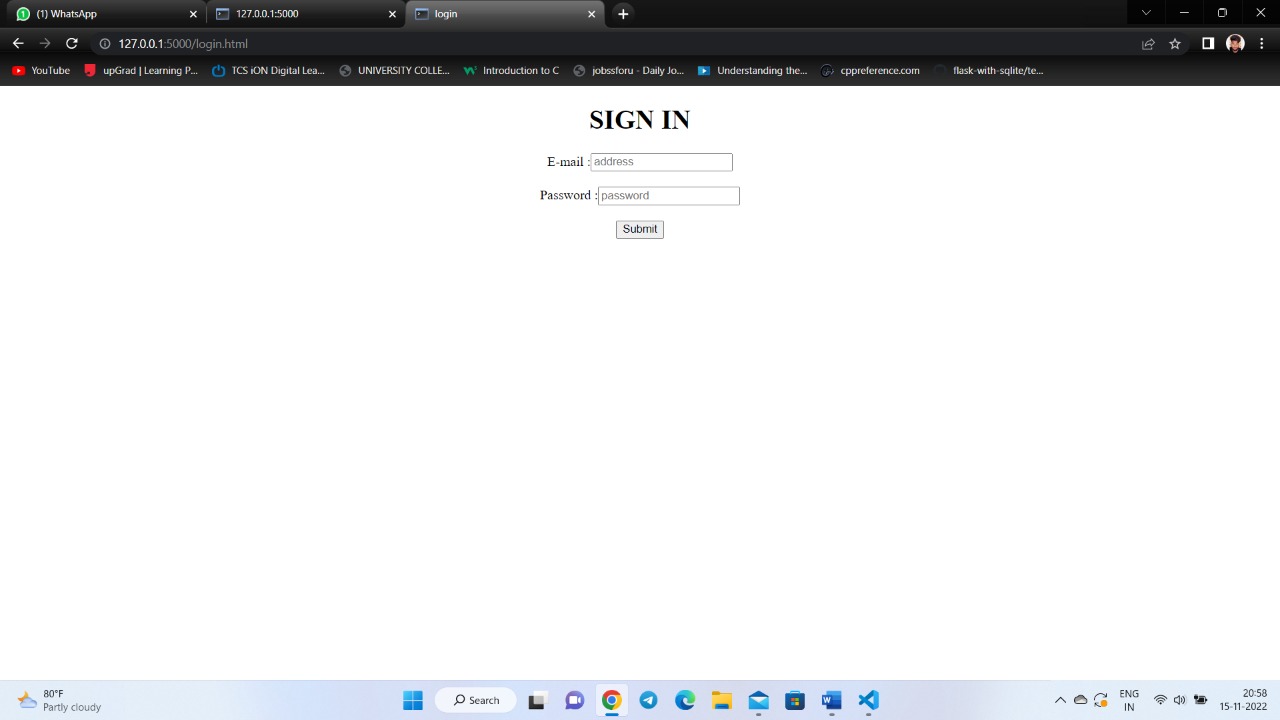 (1) WhatsApp
127.0.0.1:5000
login
127.0.0.1:5000/login.html
YouTube
upGrad | Learning P...
TCS iON Digital Lea...
UNIVERSITY COLLE...
Introduction to C
jobssforu - Daily Jo...
Understanding the...
cppreference.com
flask-with-sqlite/te...
SIGN IN
E-mail :address
Password :password
Submit
80°F
Partly cloudy
Search
ENG
IN
20:58
15-11-2022